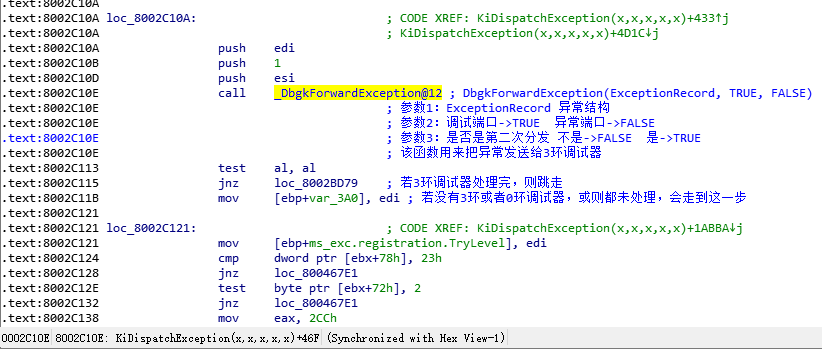 .text:8002C10A
.text:8002C10A loc_8002C10A: ; CODE XREF: KiDispatchException(x,x,x,x,x)+433↑j
.text:8002C10A ; KiDispatchException(x,x,x,x,x)+4D1C↓j
.text:8002C10A push edi
.text:8002C10B push 1
.text:8002C10D push esi
.text:8002C10E call _DbgkForwardException@12 ; DbgkForwardException(ExceptionRecord, TRUE, FALSE)
.text:8002C10E ; 参数1: ExceptionRecord 异常结构
.text:8002C10E ; 参数2: 调试端口->TRUE 异常端口->FALSE
.text:8002C10E ; 参数3: 是否是第二次分发 不是->FALSE 是->TRUE
.text:8002C10E ; 该函数用来把异常发送给3环调试器
.text:8002C113 test al, al
.text:8002C115 jnz loc_8002BD79 ; 若3环调试器处理完，则跳走
.text:8002C11B mov [ebp+var_3A0], edi ; 若没有3环或者0环调试器，或则都未处理，会走到这一步
.text:8002C121
.text:8002C121 loc_8002C121: ; CODE XREF: KiDispatchException(x,x,x,x,x)+1ABBA↓j
.text:8002C121 mov [ebp+ms_exc.registration.TryLevel], edi
.text:8002C124 cmp dword ptr [ebx+78h], 23h
.text:8002C128 jnz loc_800467E1
.text:8002C12E test byte ptr [ebx+72h], 2
.text:8002C132 jnz loc_800467E1
.text:8002C138 mov eax, 2CCh
0002C10E 8002C10E: KiDispatchException(x,x,x,x,x)+46F (Synchronized with Hex View-1)